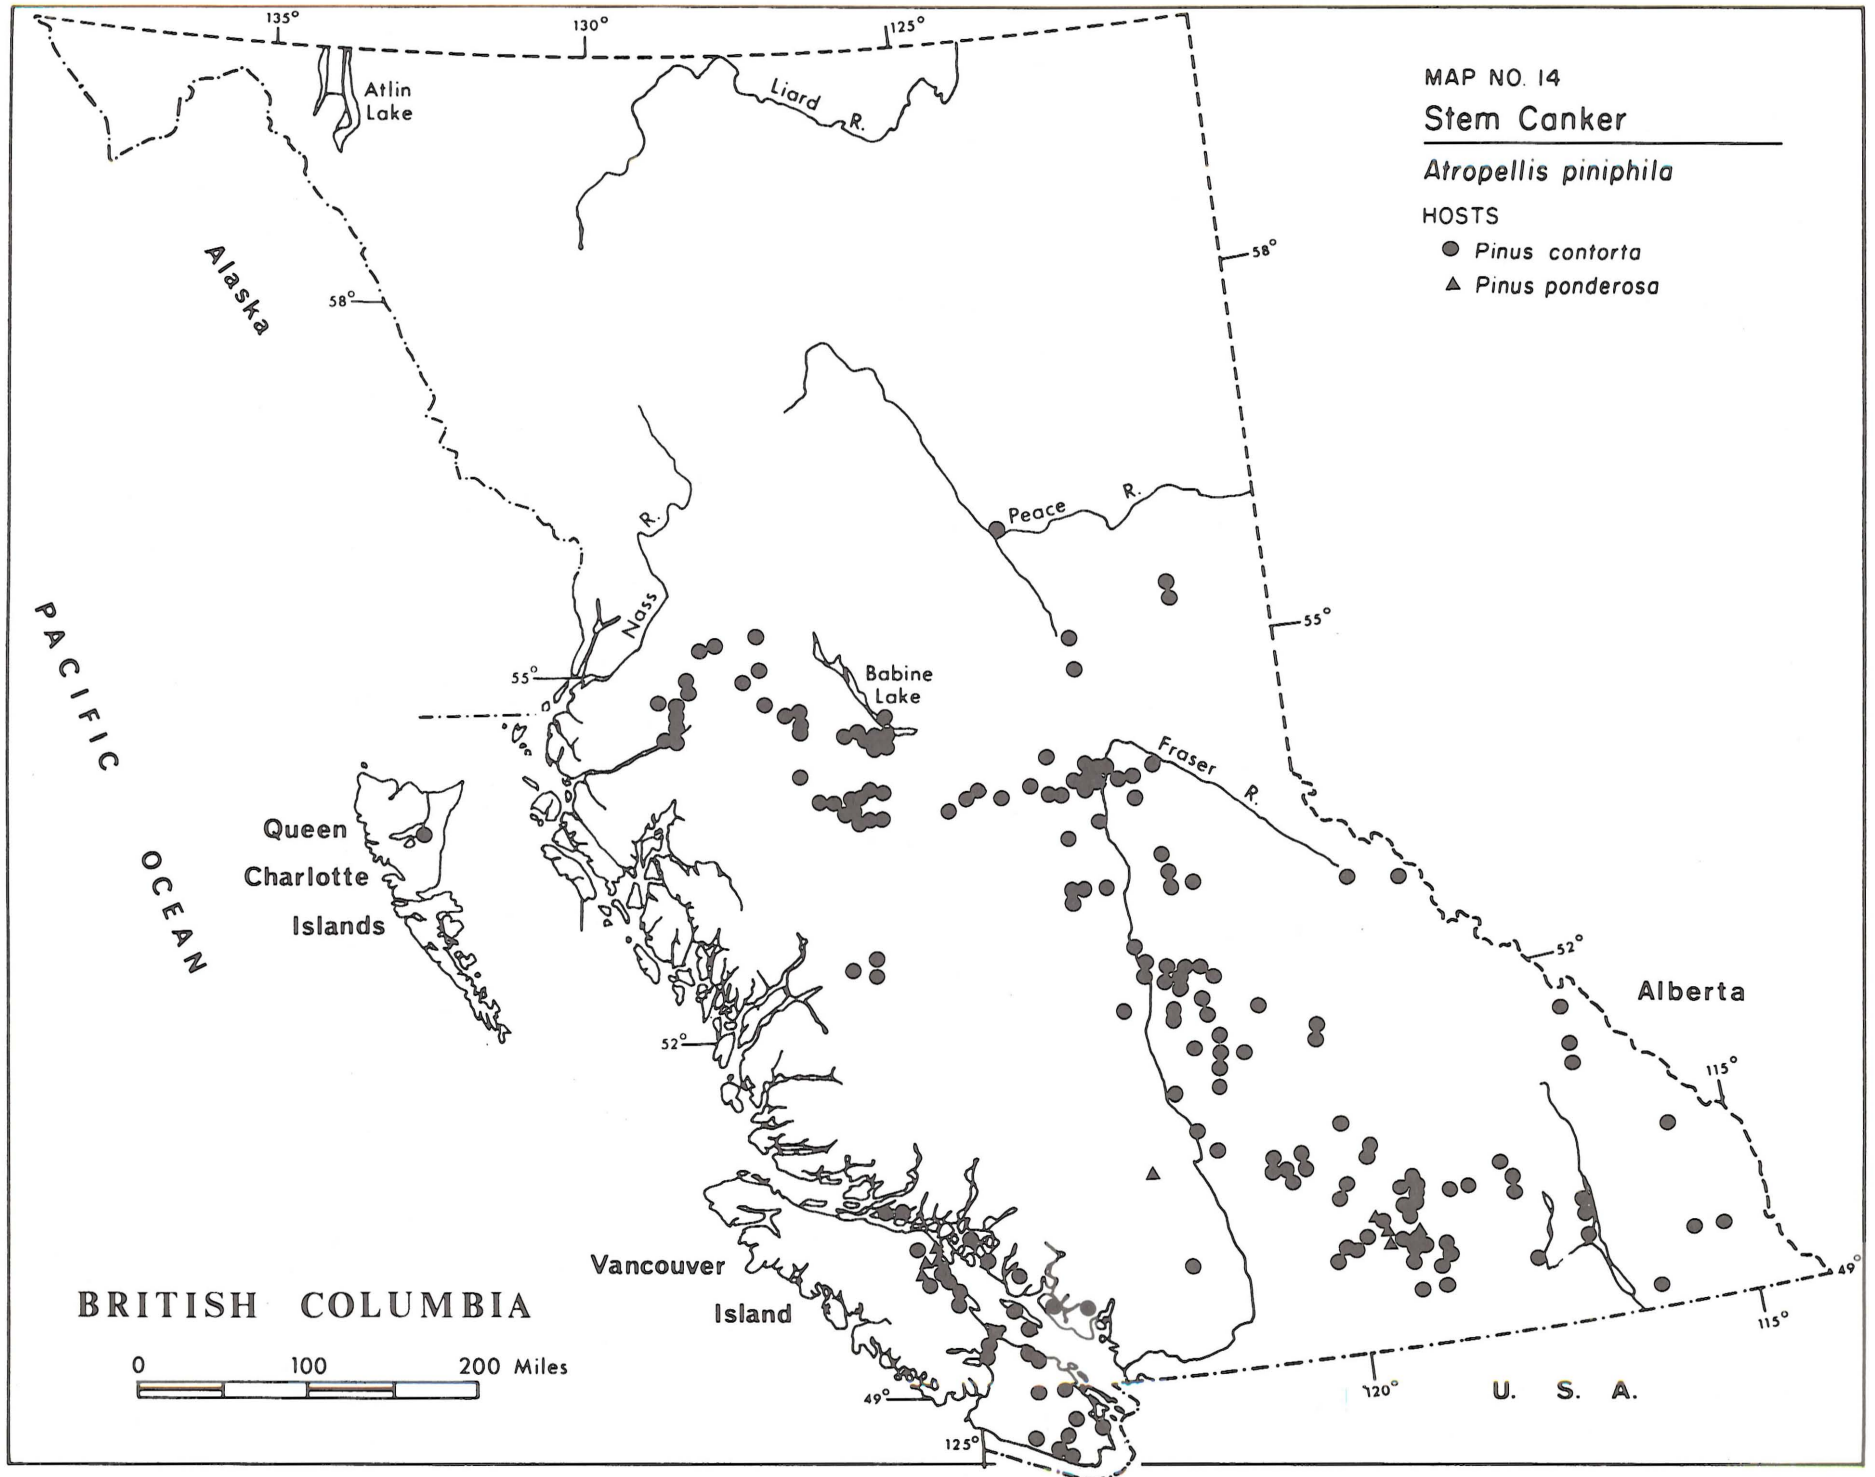 135°
130°
125°
Atlin
Lake
Liard
R.
MAP NO. 14
Stem Canker
Atropellis piniphila
HOSTS
Pinus contorta
Pinus ponderosa
Alaska
58°
58°
Peace
R.
R.
Nass
55°
55°
Babine
Lake
PACIFIC
OCEAN
Fraser
R.
Queen
Charlotte
Islands
52°
52°
Alberta
115°
Vancouver
Island
BRITISH COLUMBIA
0 100 200 Miles
49°
49°
115°
120°
U. S. A.
125°